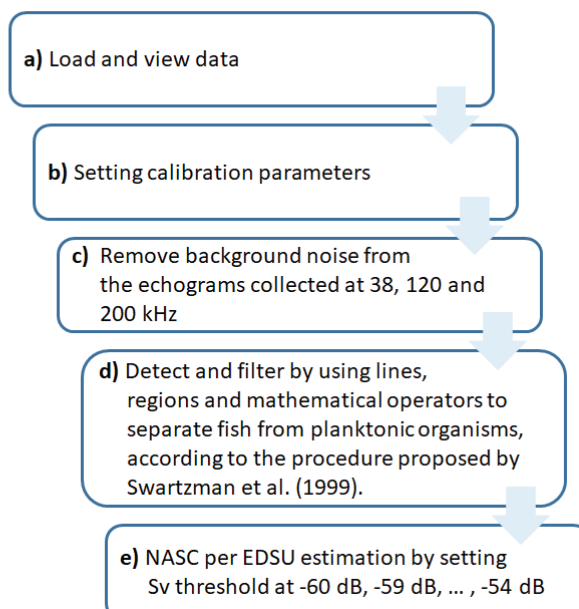 a) Load and view data
b) Setting calibration parameters
c) Remove background noise from
the echograms collected at 38, 120 and
200 kHz
d) Detect and filter by using lines,
regions and mathematical operators to
separate fish from planktonic organisms,
according to the procedure proposed by
Swartzman et al. (1999).
e) NASC per EDSU estimation by setting
Sv threshold at -60 dB, -59 dB, ... , -54 dB